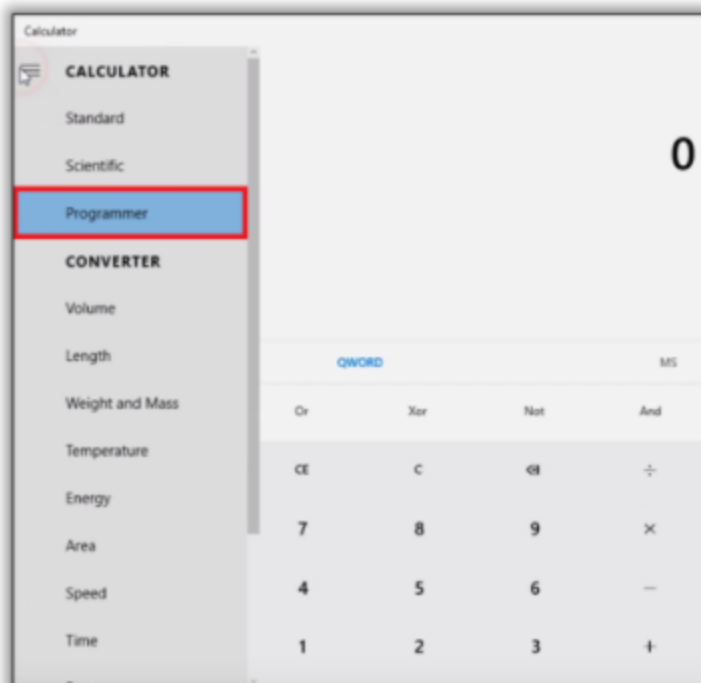 Calculator
CALCULATOR
Standard
Scientific
Programmer
CONVERTER
Volume
Length
Weight and Mass
Temperature
Energy
Area
Speed
Time
0
QWORD MS
Or Xor Not And
CE C ÷
7 8 9 ×
4 5 6 −
1 2 3 +